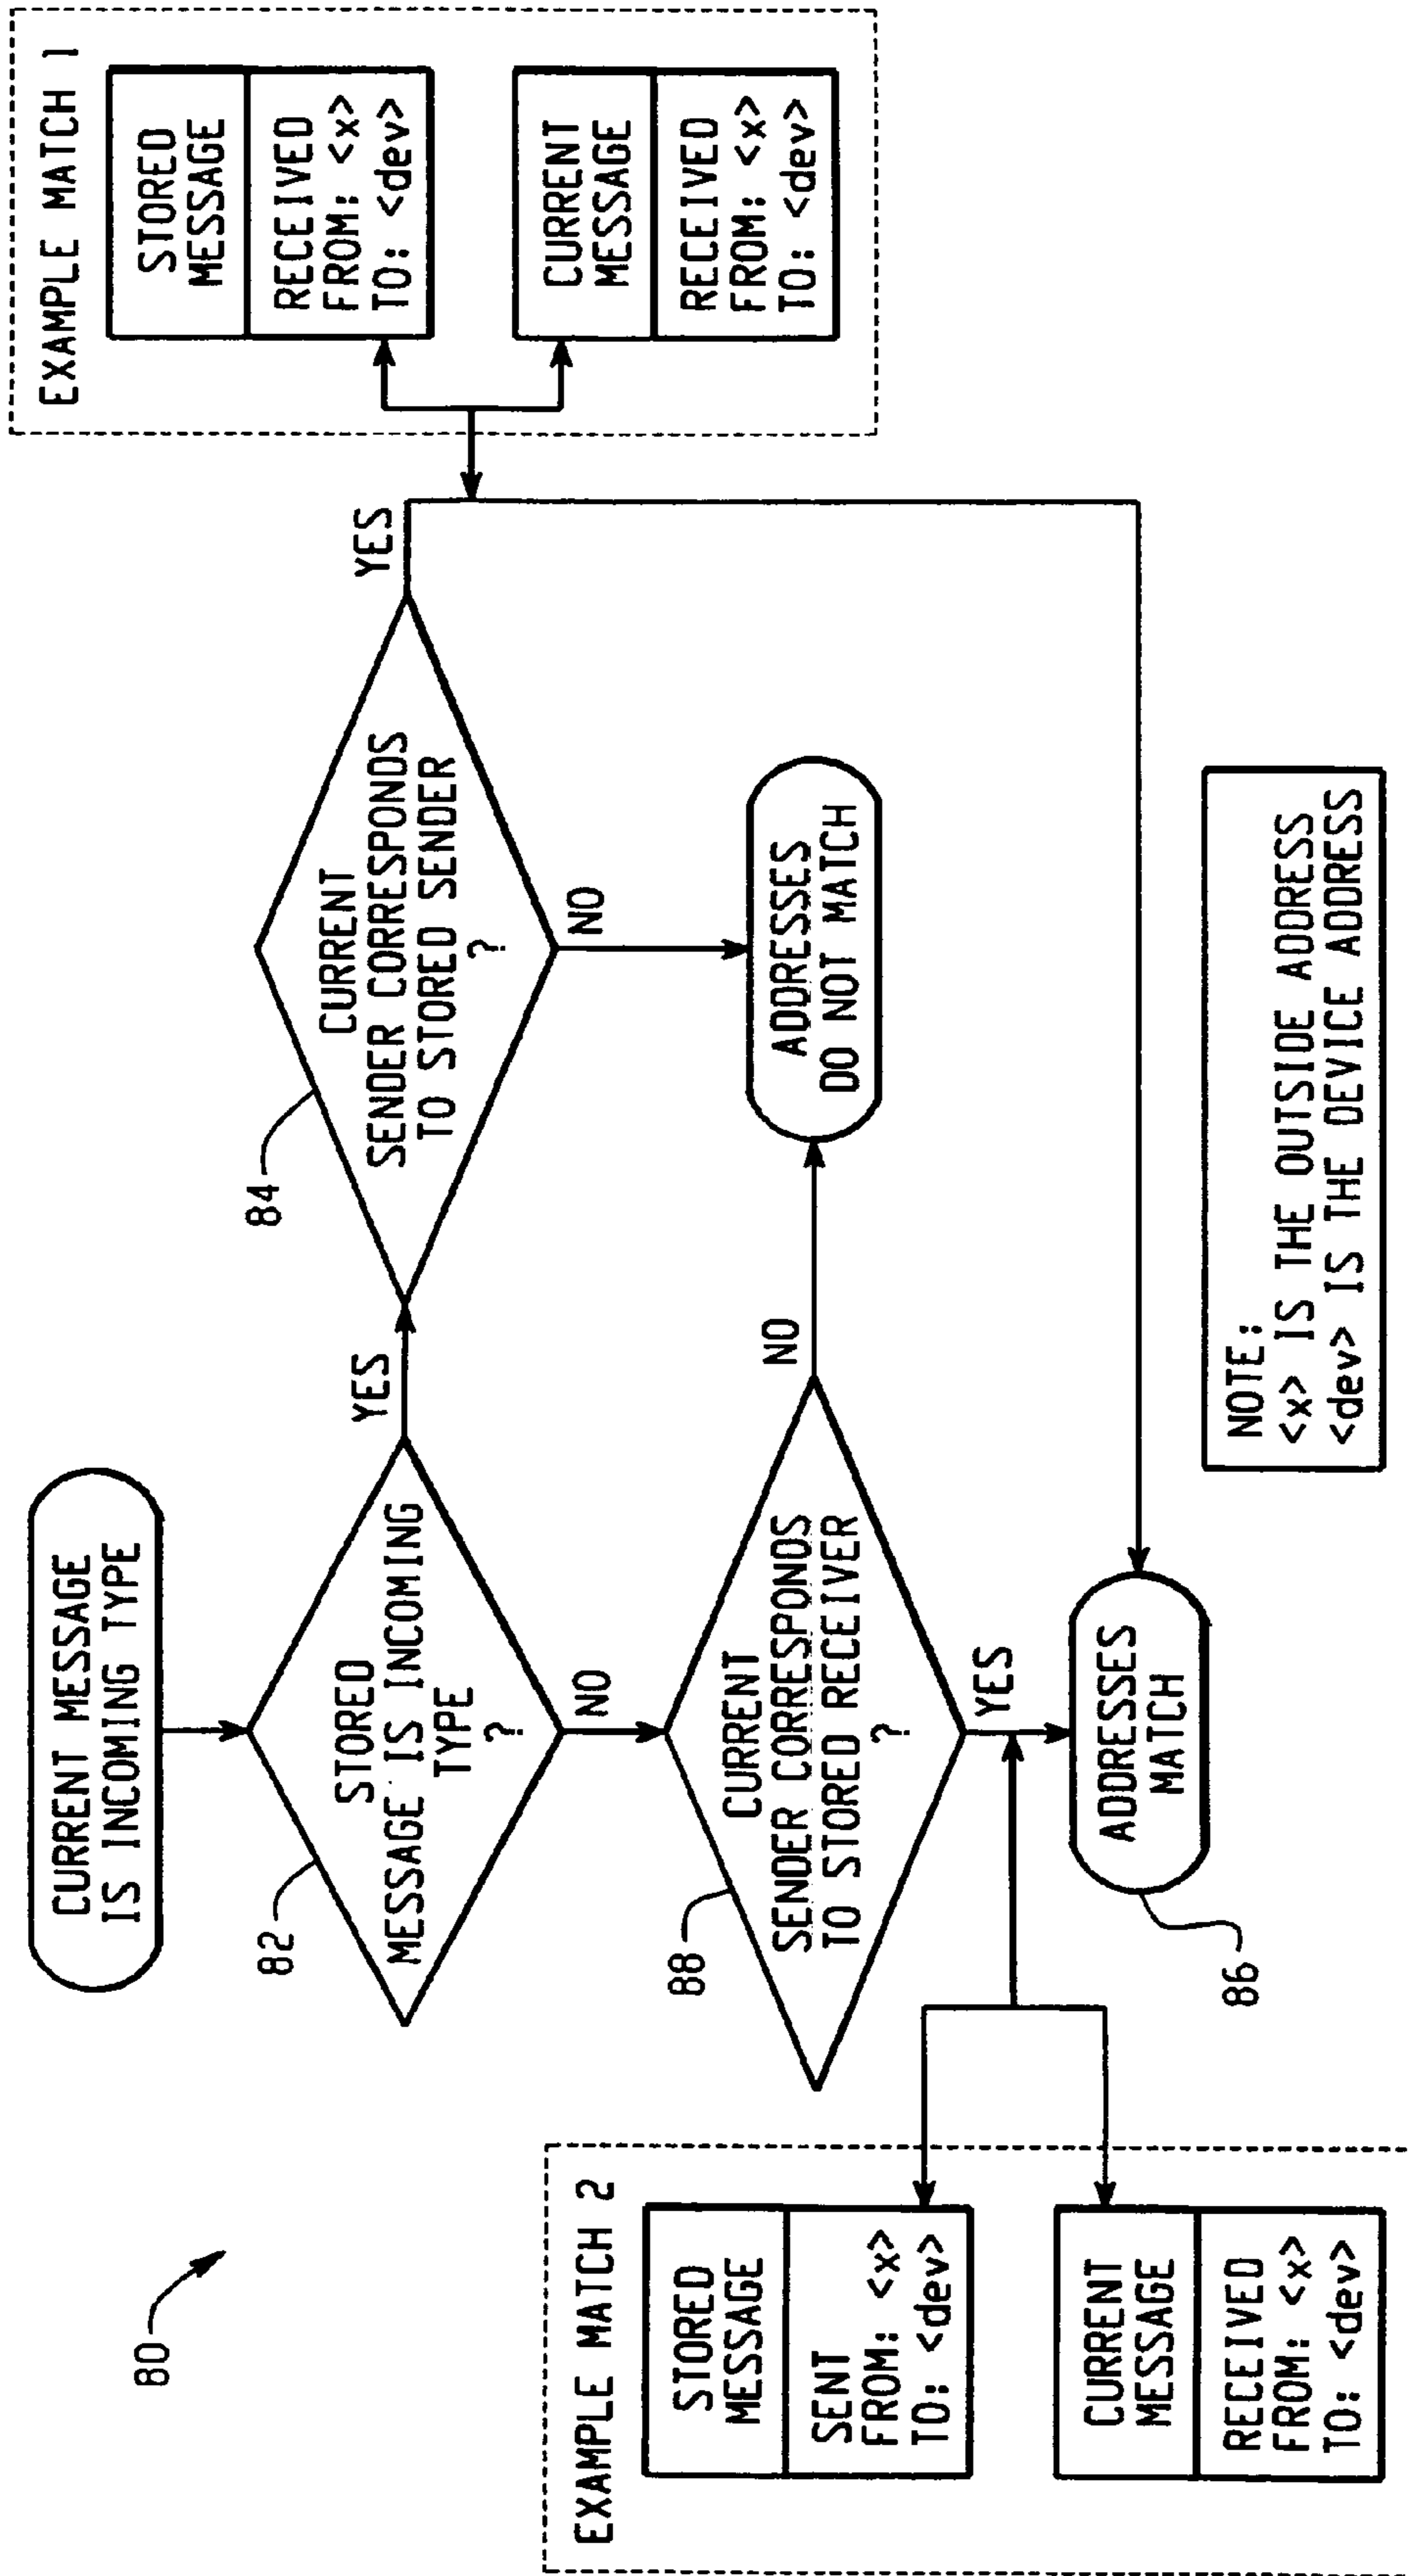 80
CURRENT MESSAGE
IS INCOMING TYPE
82
STORED
MESSAGE IS INCOMING
TYPE
?
YES
NO
84
CURRENT
SENDER CORRESPONDS
TO STORED SENDER
?
YES
NO
EXAMPLE MATCH 1
STORED
MESSAGE
RECEIVED
FROM: <x>
TO: <dev>
CURRENT
MESSAGE
RECEIVED
FROM: <x>
TO: <dev>
88
CURRENT
SENDER CORRESPONDS
TO STORED RECEIVER
?
NO
YES
ADDRESSES
DO NOT MATCH
EXAMPLE MATCH 2
STORED
MESSAGE
SENT
FROM: <x>
TO: <dev>
CURRENT
MESSAGE
RECEIVED
FROM: <x>
TO: <dev>
ADDRESSES
MATCH
86
NOTE:
<x> IS THE OUTSIDE ADDRESS
<dev> IS THE DEVICE ADDRESS